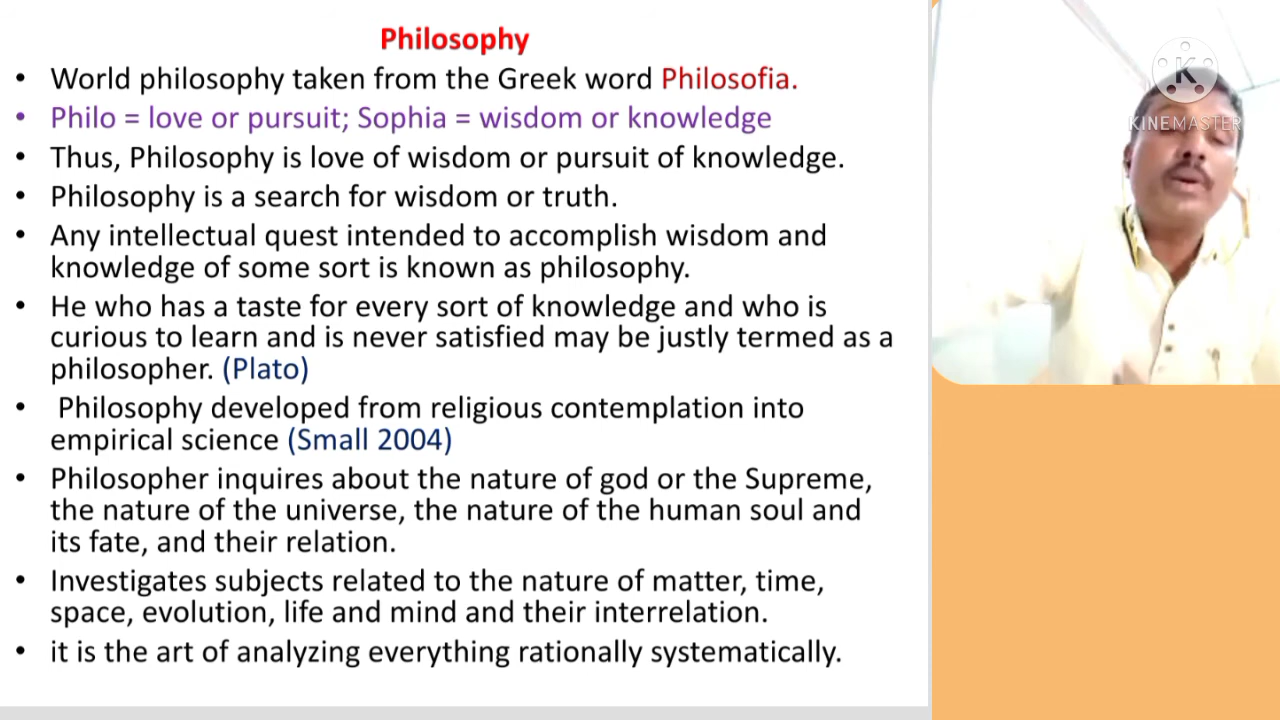 Philosophy
• World philosophy taken from the Greek word Philosofia.
• Philo = love or pursuit; Sophia = wisdom or knowledge
• Thus, Philosophy is love of wisdom or pursuit of knowledge.
• Philosophy is a search for wisdom or truth.
• Any intellectual quest intended to accomplish wisdom and
knowledge of some sort is known as philosophy.
• He who has a taste for every sort of knowledge and who is
curious to learn and is never satisfied may be justly termed as a
philosopher. (Plato)
• Philosophy developed from religious contemplation into
empirical science (Small 2004)
• Philosopher inquires about the nature of god or the Supreme,
the nature of the universe, the nature of the human soul and
its fate, and their relation.
• Investigates subjects related to the nature of matter, time,
space, evolution, life and mind and their interrelation.
• it is the art of analyzing everything rationally systematically.
K
KINEMASTER